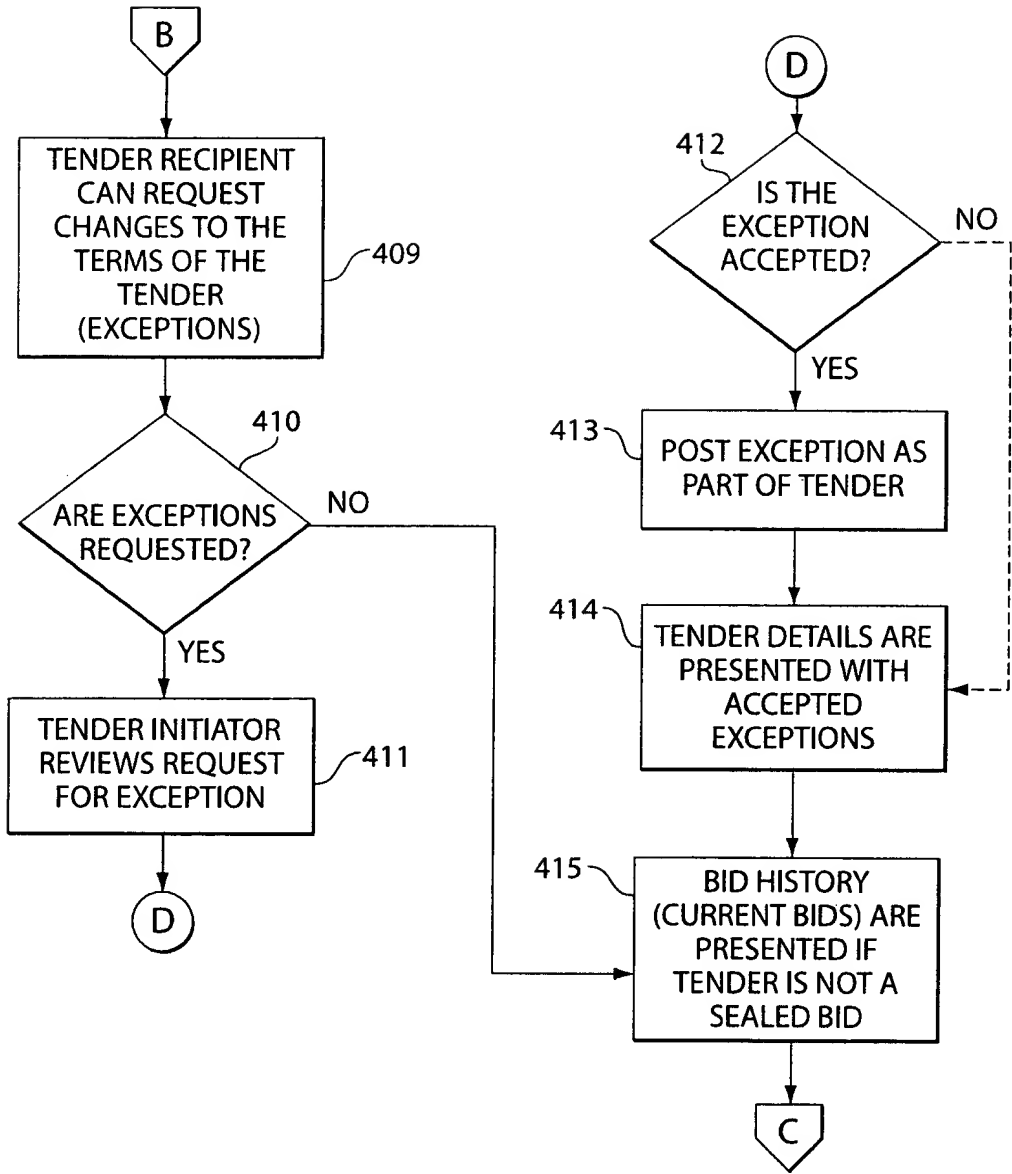 B
TENDER RECIPIENT
CAN REQUEST
CHANGES TO THE
TERMS OF THE
TENDER
(EXCEPTIONS)
409
410
ARE EXCEPTIONS
REQUESTED?
NO
YES
TENDER INITIATOR
REVIEWS REQUEST
FOR EXCEPTION
411
D
D
412
IS THE
EXCEPTION
ACCEPTED?
NO
YES
413
POST EXCEPTION AS
PART OF TENDER
414
TENDER DETAILS ARE
PRESENTED WITH
ACCEPTED
EXCEPTIONS
415
BID HISTORY
(CURRENT BIDS) ARE
PRESENTED IF
TENDER IS NOT A
SEALED BID
C